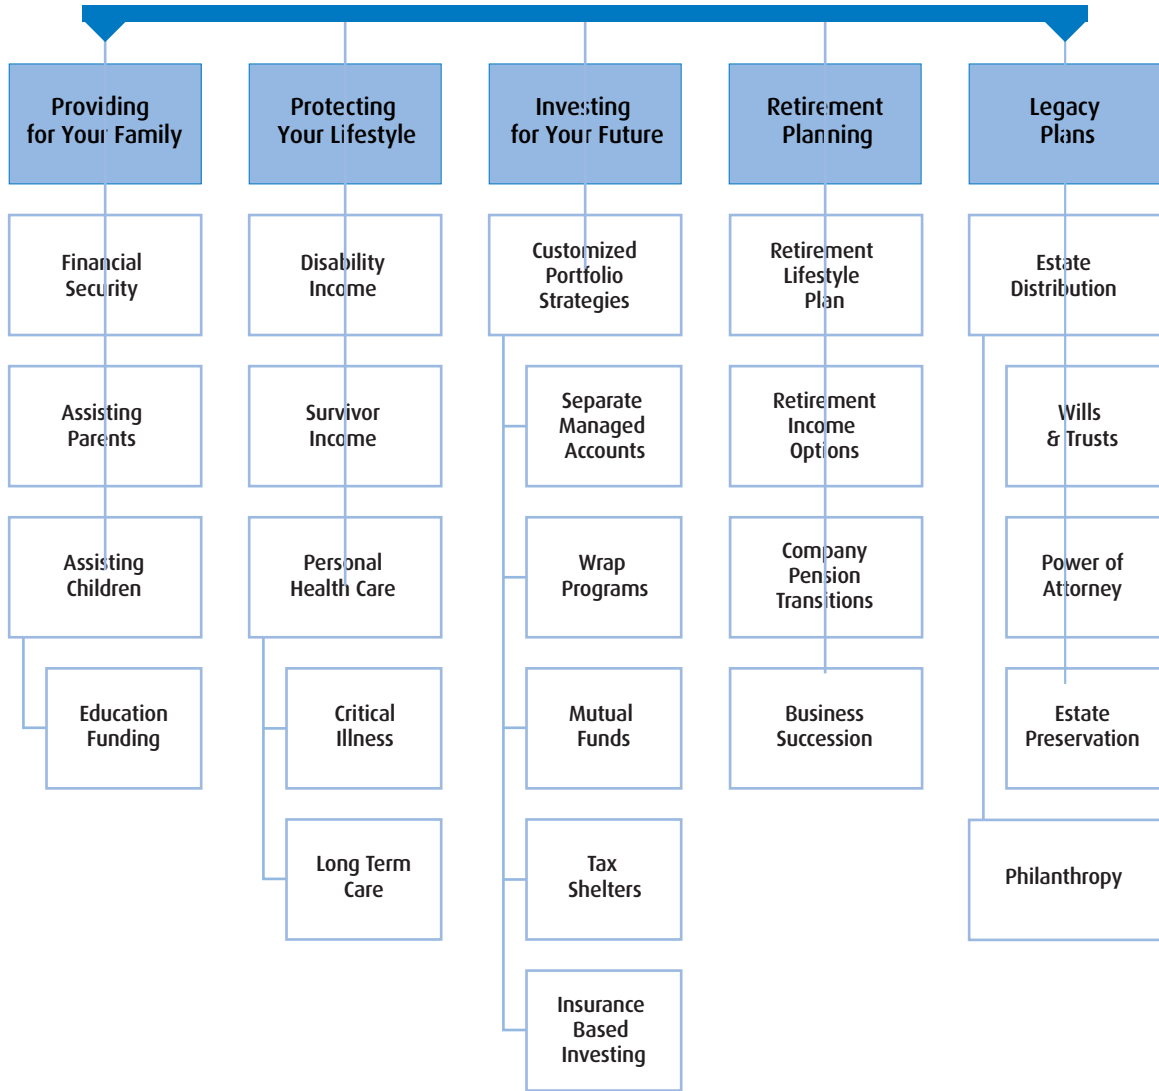 Providing
for Your Family
Financial
Security
Assisting
Parents
Assisting
Children
Education
Funding
Protecting
Your Lifestyle
Disability
Income
Survivor
Income
Personal
Health Care
Critical
Illness
Long Term
Care
Investing
for Your Future
Customized
Portfolio
Strategies
Separate
Managed
Accounts
Wrap
Programs
Mutual
Funds
Tax
Shelters
Insurance
Based
Investing
Retirement
Planning
Retirement
Lifestyle
Plan
Retirement
Income
Options
Company
Pension
Transitions
Business
Succession
Legacy
Plans
Estate
Distribution
Wills
& Trusts
Power of
Attorney
Estate
Preservation
Philanthropy